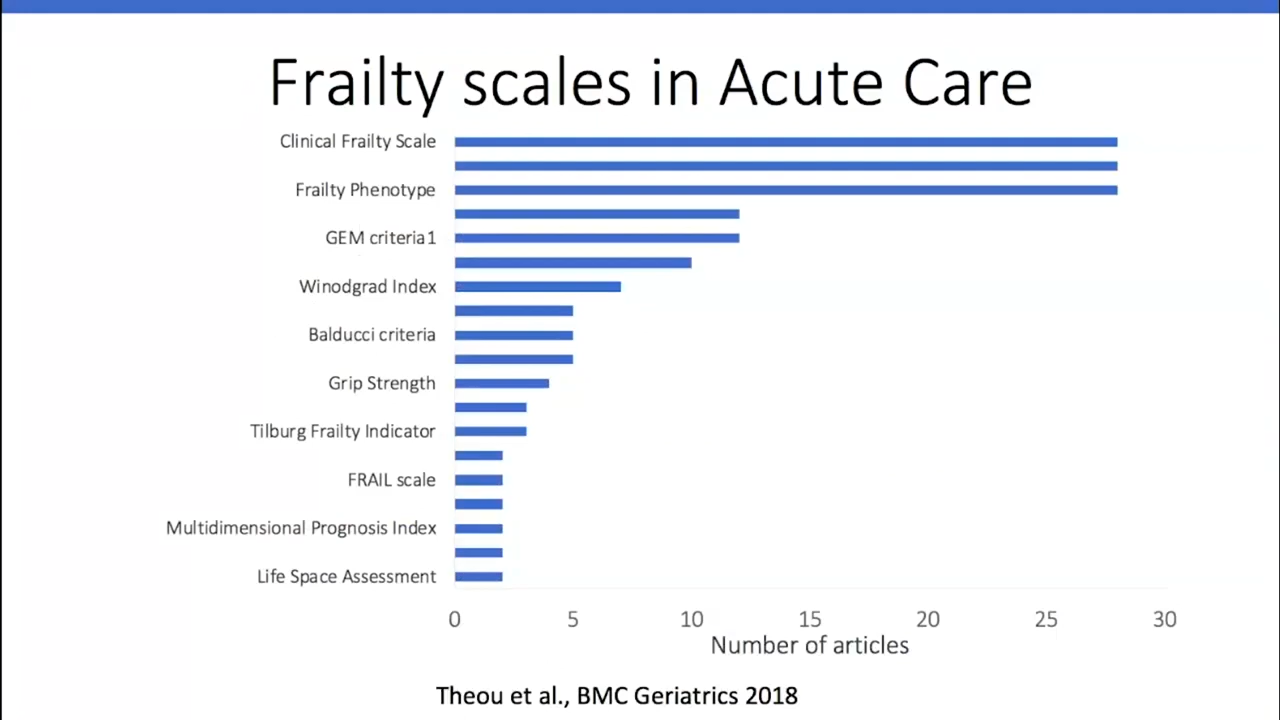 Frailty scales in Acute Care
Clinical Frailty Scale
Frailty Phenotype
GEM criteria1
Winodgrad Index
Balducci criteria
Grip Strength
Tilburg Frailty Indicator
FRAIL scale
Multidimensional Prognosis Index
Life Space Assessment
0 5 10 15 20 25 30
Number of articles
Theou et al., BMC Geriatrics 2018